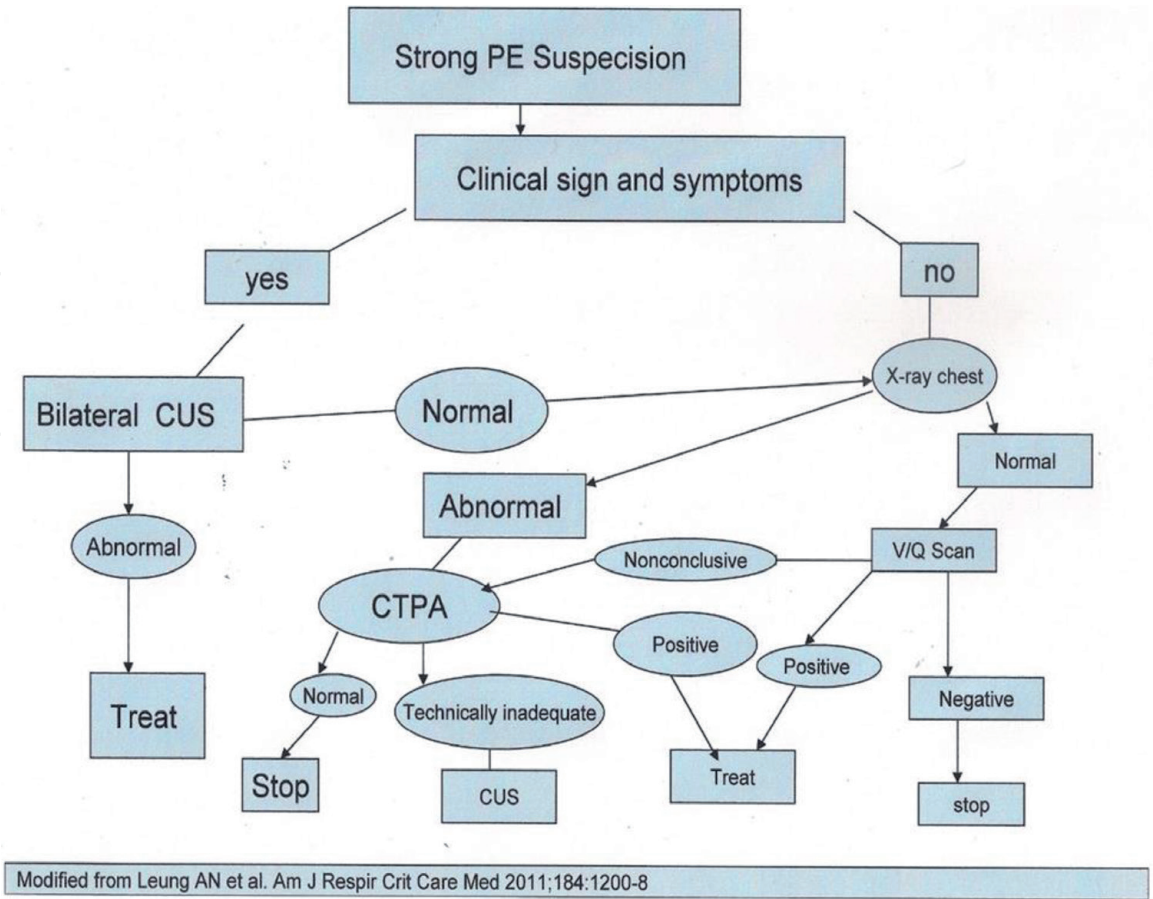 Strong PE Suspecision
Clinical sign and symptoms
yes
no
X-ray chest
Bilateral CUS
Normal
Normal
Abnormal
Abnormal
Nonconclusive
V/Q Scan
CTPA
Positive
Positive
Normal
Technically inadequate
Negative
Treat
Stop
CUS
Treat
stop
Modified from Leung AN et al. Am J Respir Crit Care Med 2011;184:1200-8